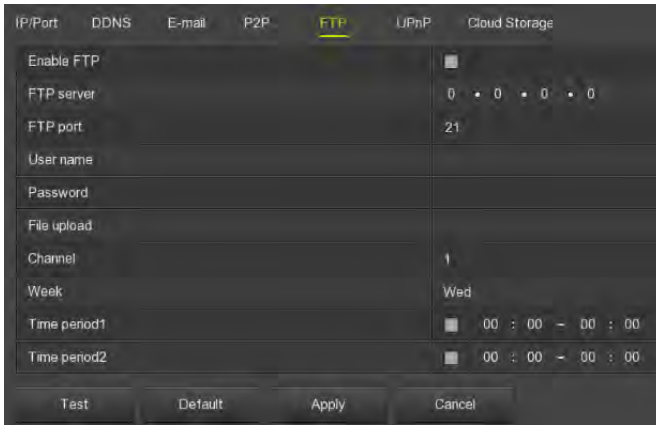 IP/Port DDNS E-mail P2P FTP UPnP Cloud Storage
Enable FTP
FTP server 0 . 0 . 0 . 0
FTP port 21
User name
Password
File upload
Channel 1
Week Wed
Time period1 00 : 00 - 00 : 00
Time period2 00 : 00 - 00 : 00
Test Default Apply Cancel